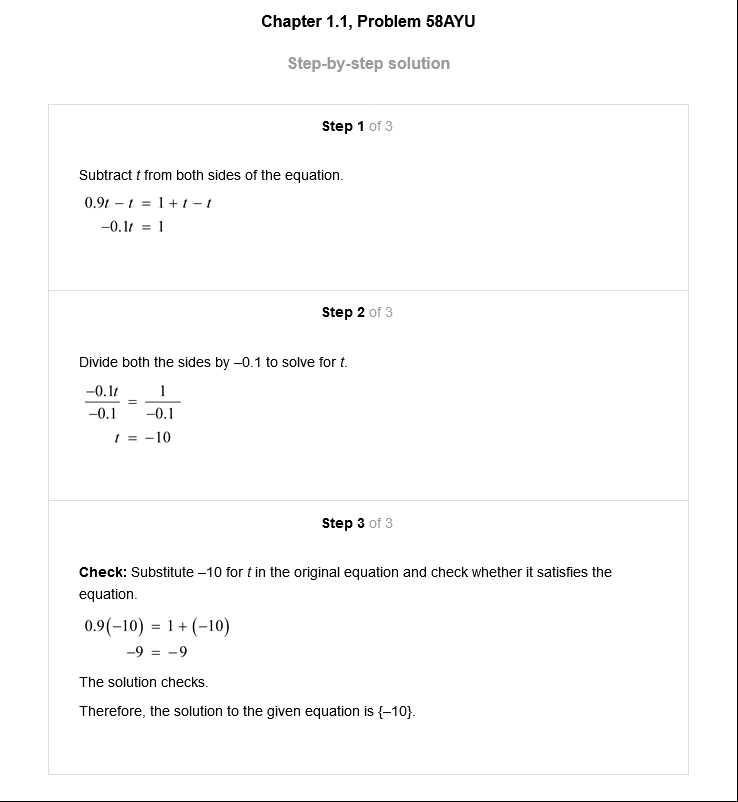 Chapter 1.1, Problem 58AYU
Step-by-step solution
Step 1 of 3
Subtract t from both sides of the equation.
0.9t – t = 1 + t – t
–0.1t = 1
Step 2 of 3
Divide both the sides by –0.1 to solve for t.
–0.1t/–0.1 = 1/–0.1
t = –10
Step 3 of 3
Check: Substitute –10 for t in the original equation and check whether it satisfies the
equation.
0.9(–10) = 1 + (–10)
–9 = –9
The solution checks.
Therefore, the solution to the given equation is {–10}.